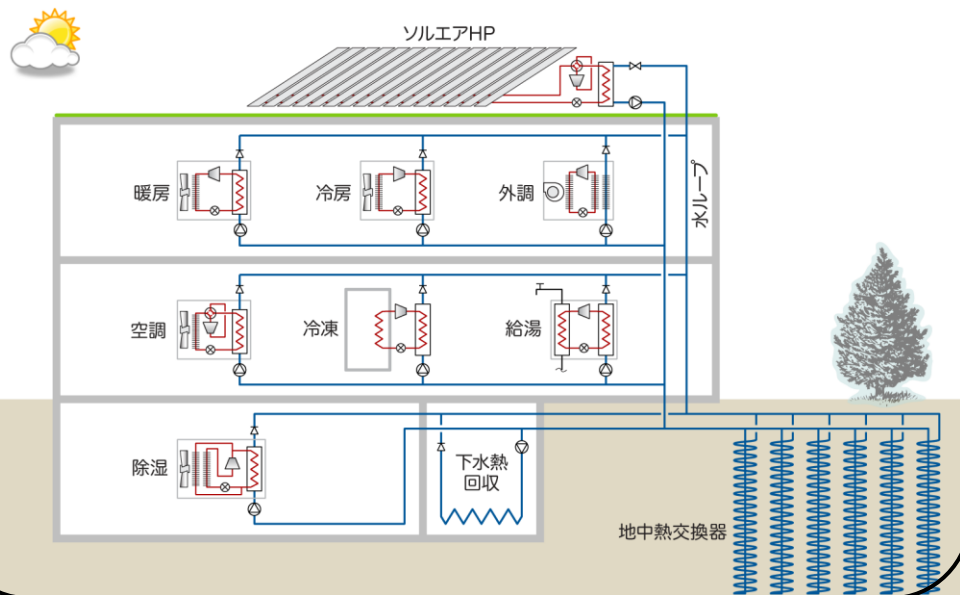 ソルエアHP
暖房
冷房
外調
水ループ
空調
冷凍
給湯
除湿
下水熱
回収
地中熱交換器